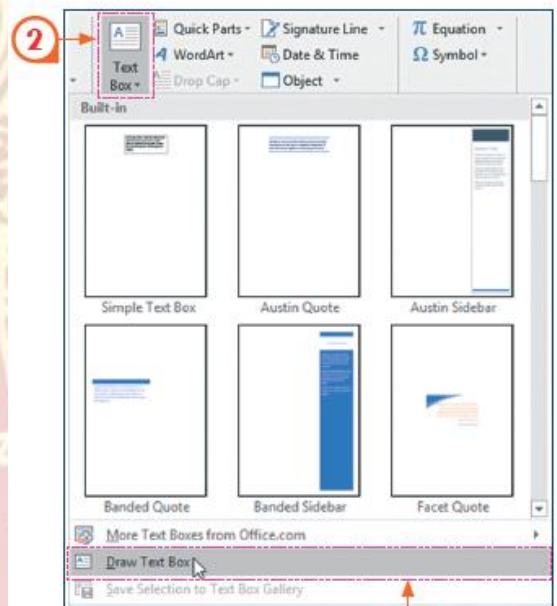 2
Text Box
Quick Parts
WordArt
Drop Cap
Signature Line
Date & Time
Object
π Equation
Ω Symbol
Built-in
Simple Text Box Austin Quote Austin Sidebar
Banded Quote Banded Sidebar Facet Quote
More Text Boxes from Office.com
Draw Text Box
Save Selection to Text Box Gallery